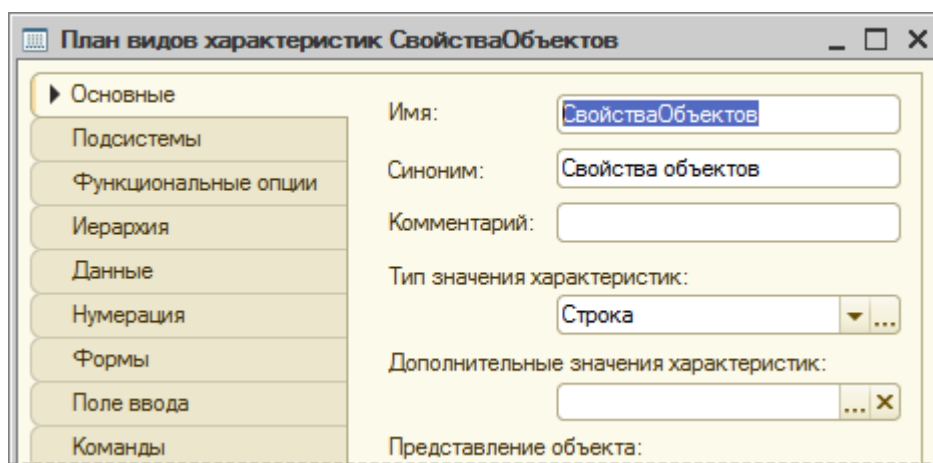 План видов характеристик СвойстваОбъектов
Основные
Подсистемы
Функциональные опции
Иерархия
Данные
Нумерация
Формы
Поле ввода
Команды
Имя: СвойстваОбъектов
Синоним: Свойства объектов
Комментарий:
Тип значения характеристик:
Строка
Дополнительные значения характеристик:
Представление объекта: